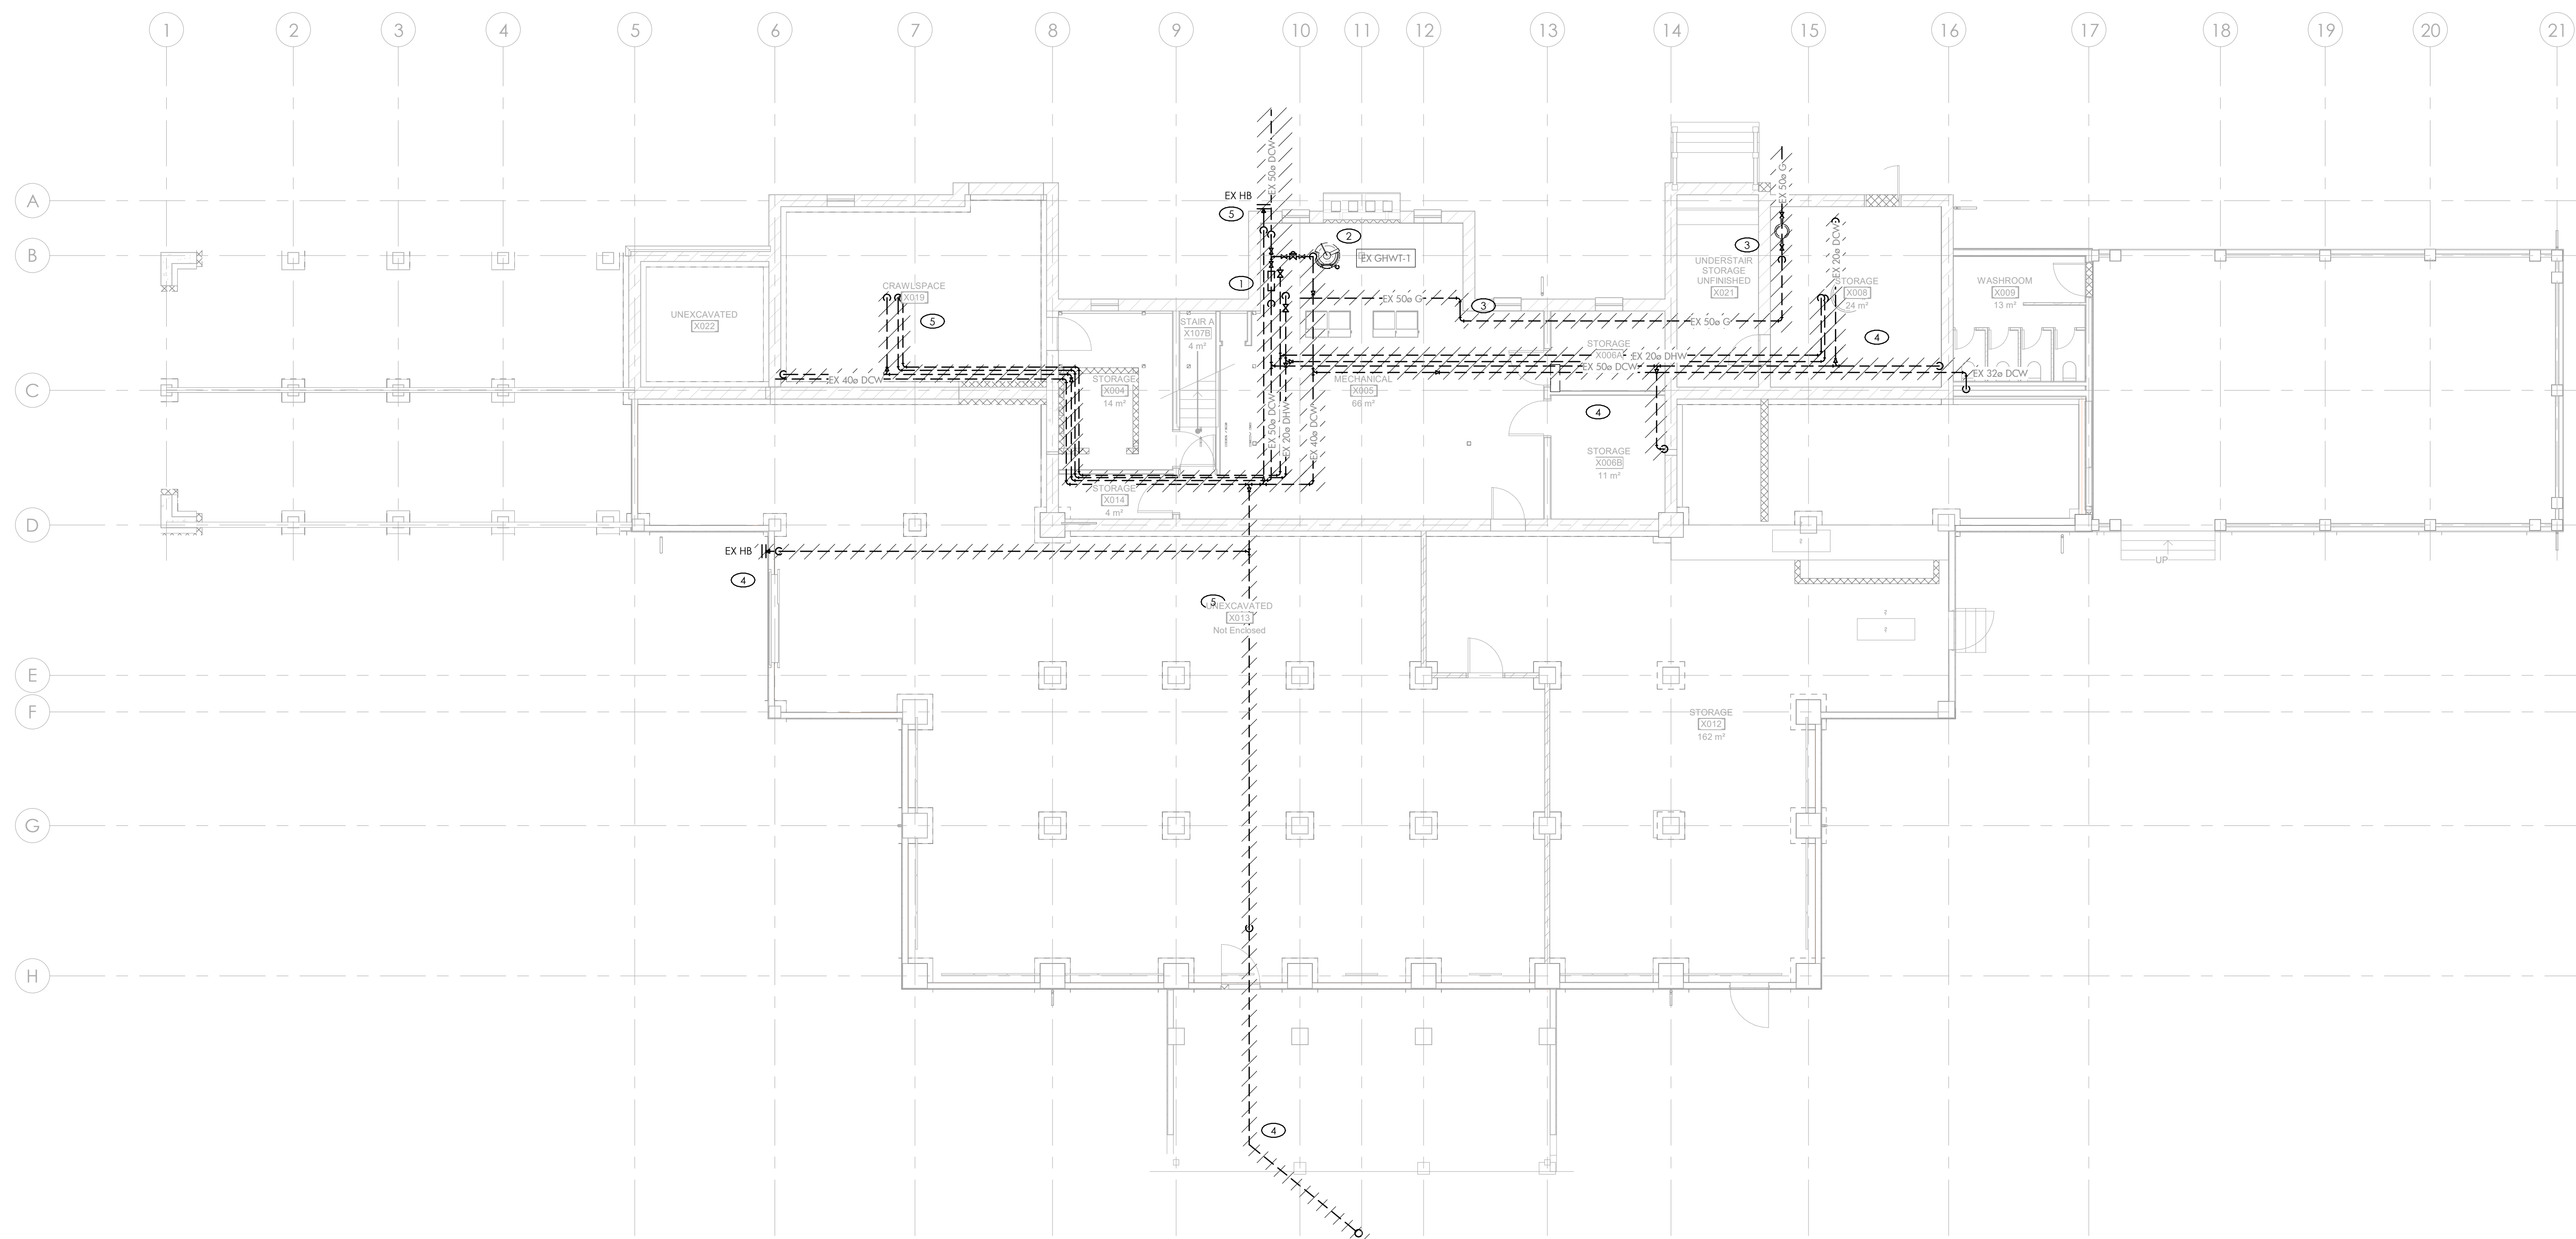 1 2 3 4 5 6 7 8 9 10 11 12 13 14 15 16 17 18 19 20 21
A
B
C
D
E
F
G
H
EX 50ø DCW
EX HB
5
2
EX GHWT-1
1
EX 50ø G
3
EX 50ø G
EX 50ø G
3
UNDERSTAIR
STORAGE
UNFINISHED
X021
EX 20ø DCW
STORAGE
X008
24 m²
4
WASHROOM
X009
13 m²
CRAWLSPACE
X019
5
UNEXCAVATED
X022
STAIR A
X107B
4 m²
EX 40ø DCW
STORAGE
X004
14 m²
MECHANICAL
X005
66 m²
STORAGE
X006A
EX 20ø DHW
EX 50ø DCW
EX 32ø DCW
4
EX 50ø DCW
EX 20ø DHW
EX 40ø DCW
STORAGE
X006B
11 m²
STORAGE
X014
4 m²
EX HB
4
UP
5
UNEXCAVATED
X013
Not Enclosed
STORAGE
X012
162 m²
4